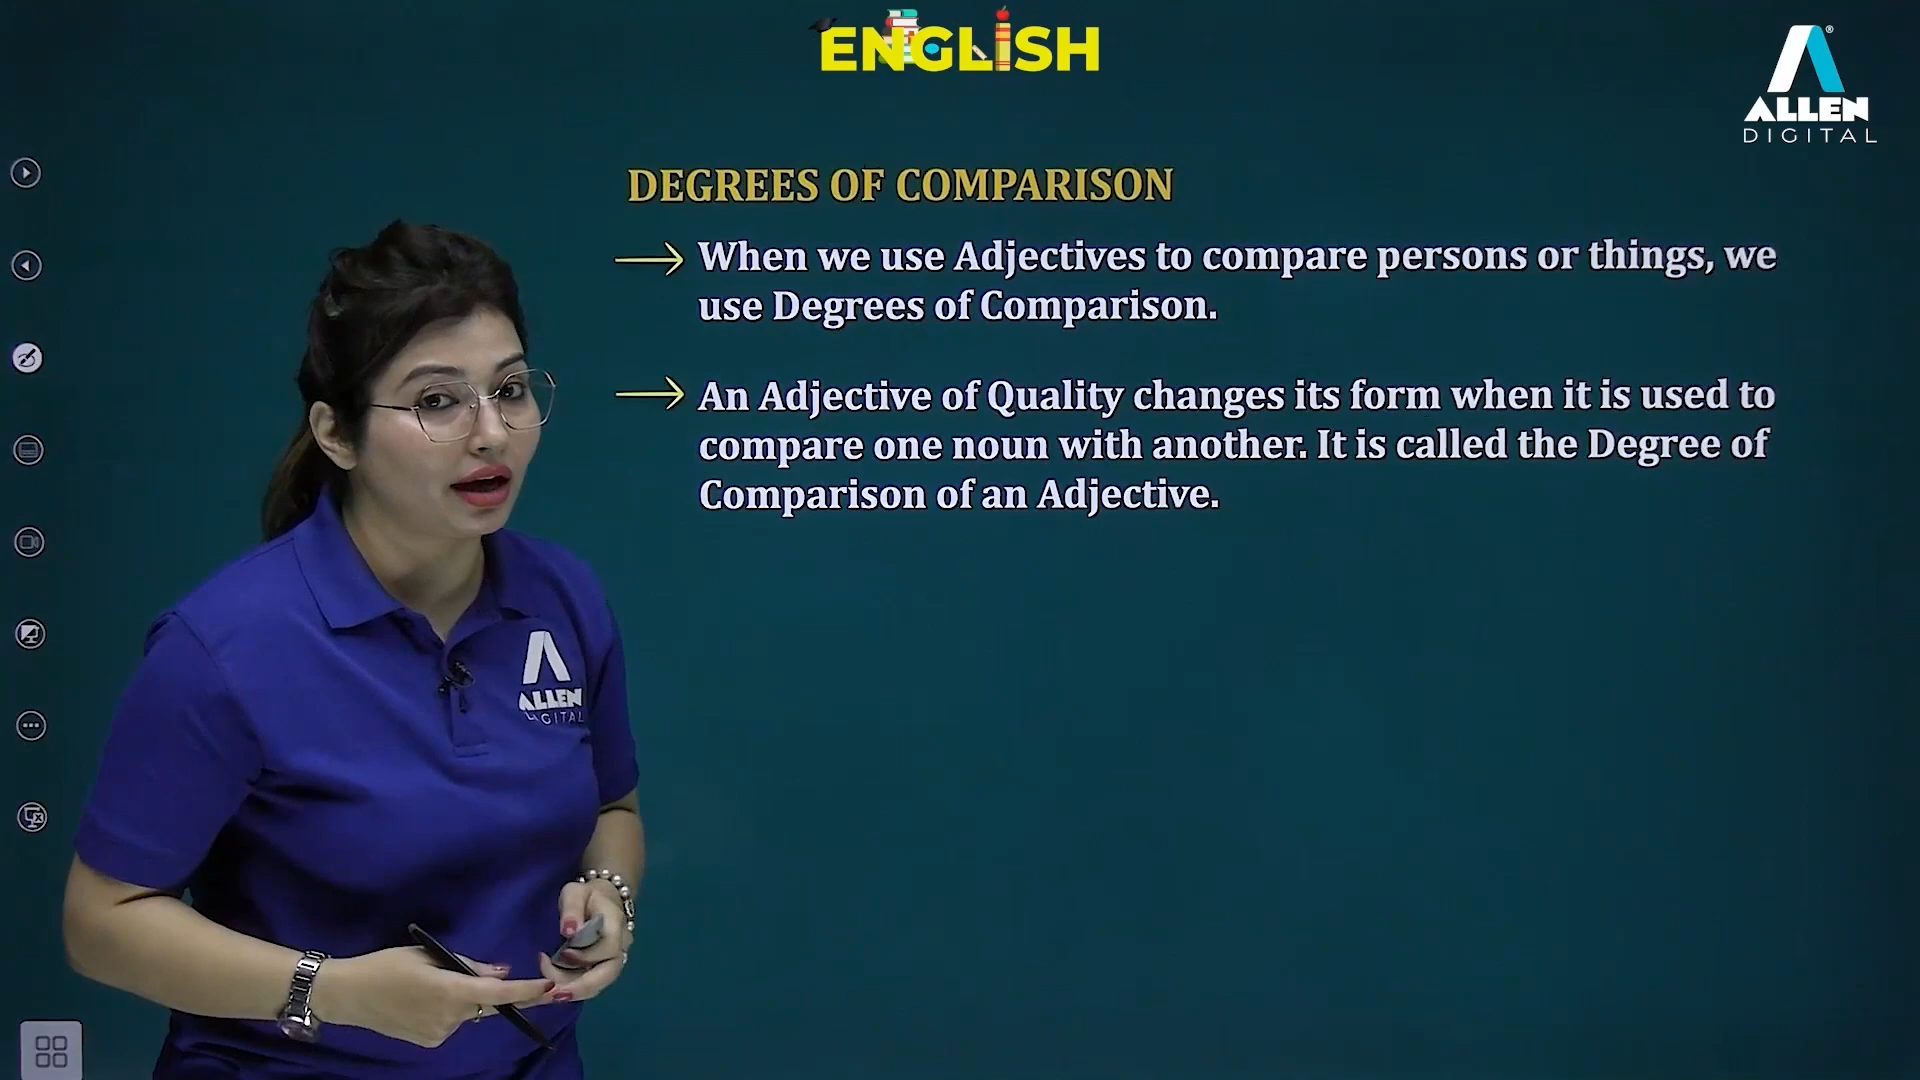 ENGLISH
ALLEN
DIGITAL
DEGREES OF COMPARISON
When we use Adjectives to compare persons or things, we
use Degrees of Comparison.
An Adjective of Quality changes its form when it is used to
compare one noun with another. It is called the Degree of
Comparison of an Adjective.
ALLEN
DIGITAL